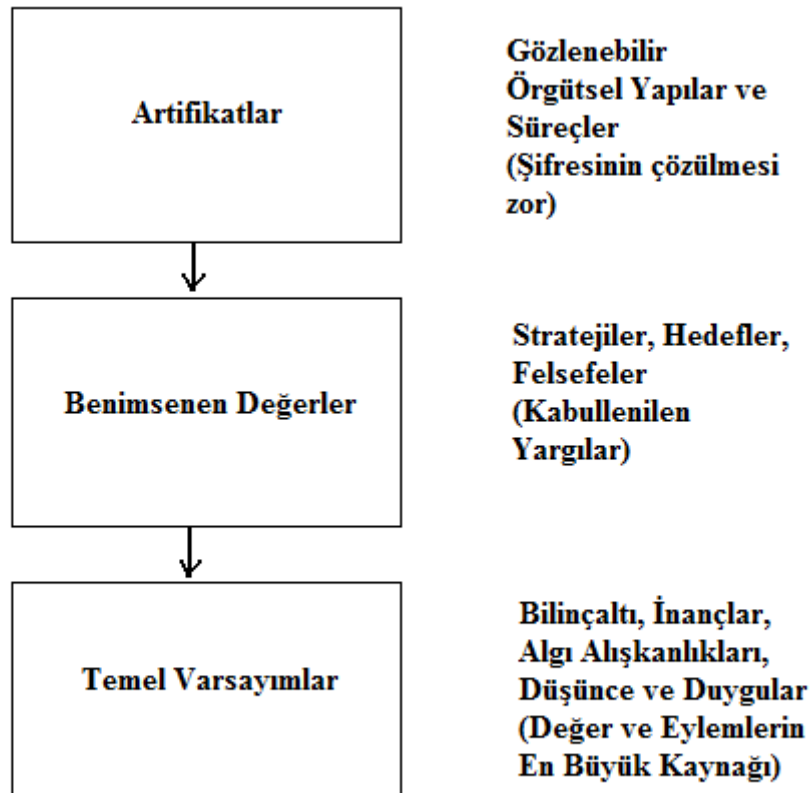 Artifikatlar
Gözlenebilir
Örgütsel Yapılar ve
Süreçler
(Şifresinin çözülmesi
zor)
Benimsenen Değerler
Stratejiler, Hedefler,
Felsefeler
(Kabullenilen
Yargılar)
Temel Varsayımlar
Bilinçaltı, İnançlar,
Algı Alışkanlıkları,
Düşünce ve Duygular
(Değer ve Eylemlerin
En Büyük Kaynağı)